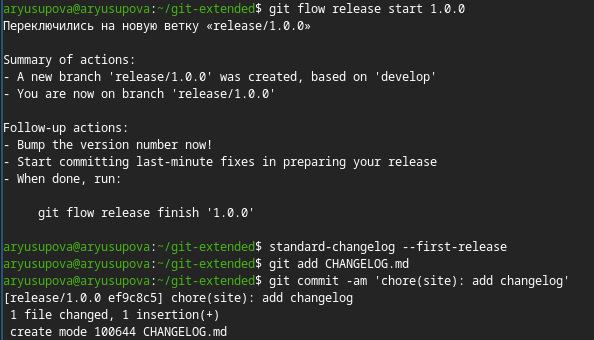 aryusupova@aryusupova:~/git-extended$ git flow release start 1.0.0
Переключились на новую ветку «release/1.0.0»

Summary of actions:
- A new branch 'release/1.0.0' was created, based on 'develop'
- You are now on branch 'release/1.0.0'

Follow-up actions:
- Bump the version number now!
- Start committing last-minute fixes in preparing your release
- When done, run:

     git flow release finish '1.0.0'

aryusupova@aryusupova:~/git-extended$ standard-changelog --first-release
aryusupova@aryusupova:~/git-extended$ git add CHANGELOG.md
aryusupova@aryusupova:~/git-extended$ git commit -am 'chore(site): add changelog'
[release/1.0.0 ef9c8c5] chore(site): add changelog
 1 file changed, 1 insertion(+)
 create mode 100644 CHANGELOG.md